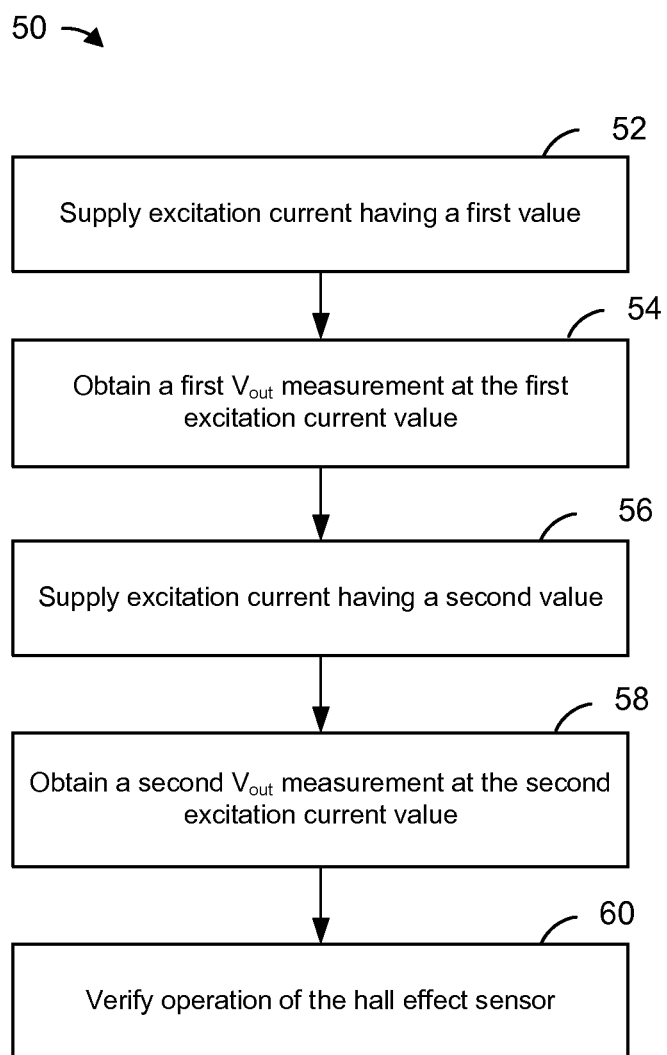 50
52
Supply excitation current having a first value
54
Obtain a first Vout measurement at the first
excitation current value
56
Supply excitation current having a second value
58
Obtain a second Vout measurement at the second
excitation current value
60
Verify operation of the hall effect sensor